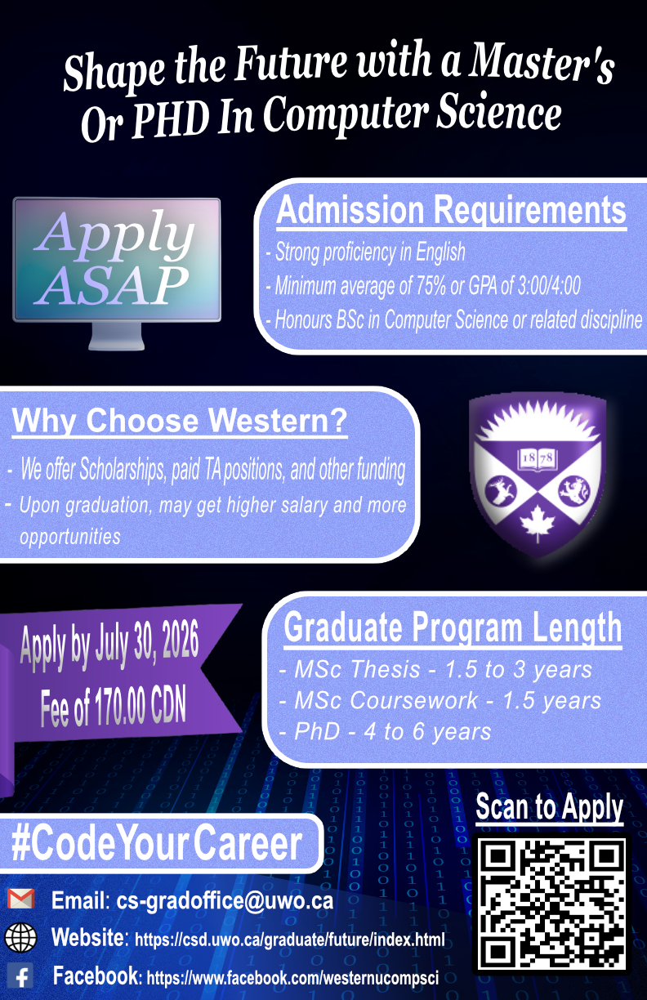 Shape the Future with a Master's
Or PHD In Computer Science
Apply
ASAP
Admission Requirements
- Strong proficiency in English
- Minimum average of 75% or GPA of 3:00/4:00
- Honours BSc in Computer Science or related discipline
Why Choose Western?
- We offer Scholarships, paid TA positions, and other funding
- Upon graduation, may get higher salary and more
opportunities
18 78
Apply by July 30, 2026
Fee of 170.00 CDN
Graduate Program Length
- MSc Thesis - 1.5 to 3 years
- MSc Coursework - 1.5 years
- PhD - 4 to 6 years
Scan to Apply
#CodeYourCareer
Email: cs-gradoffice@uwo.ca
Website: https://csd.uwo.ca/graduate/future/index.html
Facebook: https://www.facebook.com/westernucompsci